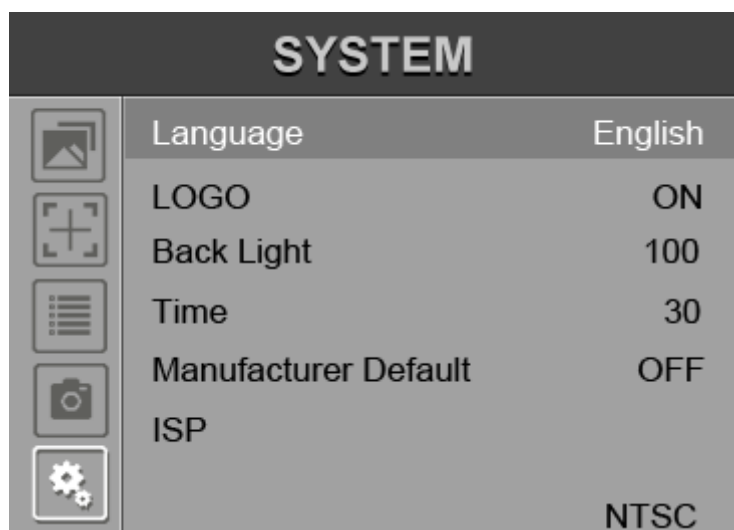 SYSTEM
Language English
LOGO ON
Back Light 100
Time 30
Manufacturer Default OFF
ISP
NTSC